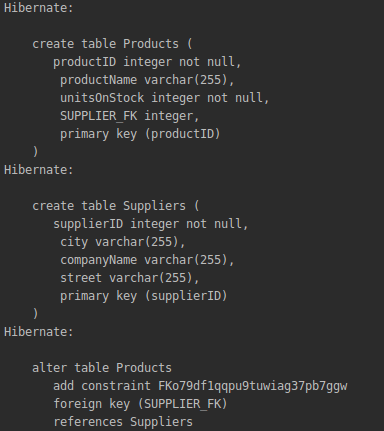 Hibernate:
create table Products (
productID integer not null,
productName varchar(255),
unitsOnStock integer not null,
SUPPLIER_FK integer,
primary key (productID)
)
Hibernate:
create table Suppliers (
supplierID integer not null,
city varchar(255),
companyName varchar(255),
street varchar(255),
primary key (supplierID)
)
Hibernate:
alter table Products
add constraint FKo79df1qqpu9tuwiag37pb7ggw
foreign key (SUPPLIER_FK)
references Suppliers